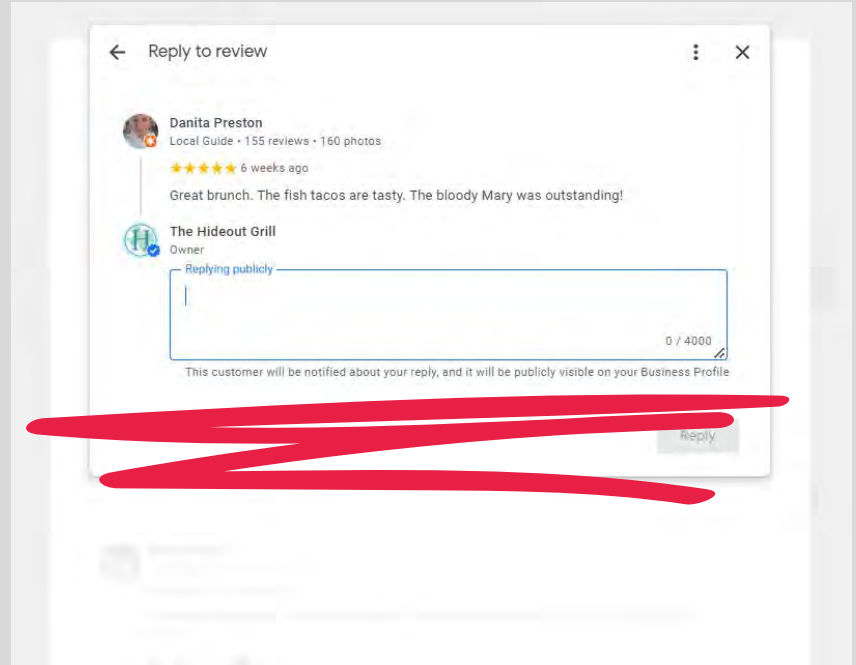 Reply to review
Danita Preston
Local Guide • 155 reviews • 160 photos
6 weeks ago
Great brunch. The fish tacos are tasty. The bloody Mary was outstanding!
H
The Hideout Grill
Owner
Replying publicly
0 / 4000
This customer will be notified about your reply, and it will be publicly visible on your Business Profile
Reply